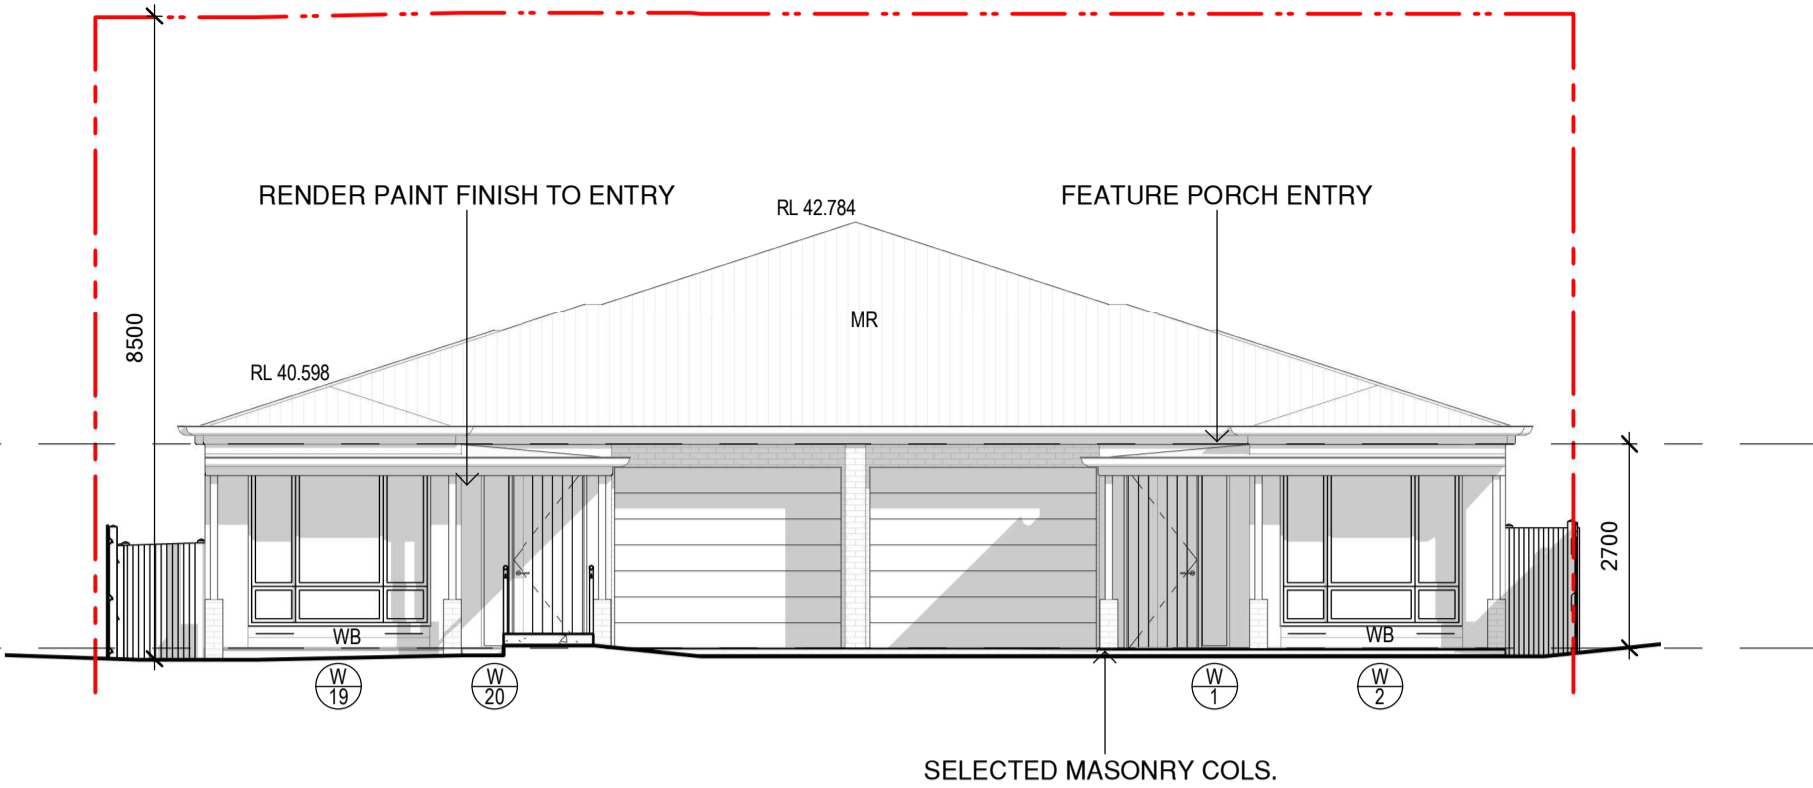 RENDER PAINT FINISH TO ENTRY
FEATURE PORCH ENTRY
RL 42.784
8500
MR
RL 40.598
2700
WB
WB
W
19
W
20
W
1
W
2
SELECTED MASONRY COLS.